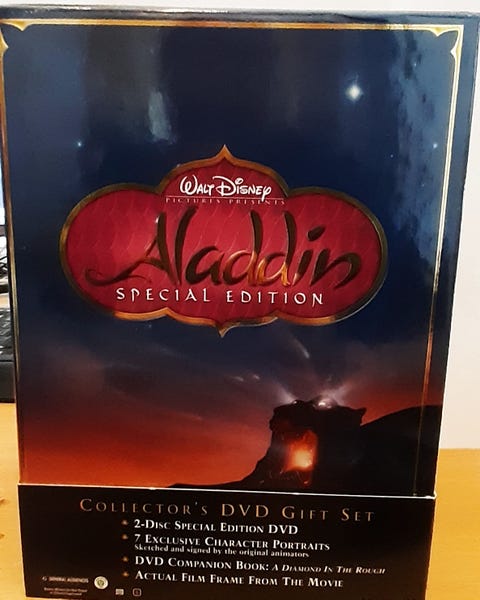 Walt Disney
PICTURES PRESENTS
Aladdin
SPECIAL EDITION
COLLECTOR'S DVD GIFT SET
2-DISC SPECIAL EDITION DVD
7 EXCLUSIVE CHARACTER PORTRAITS
sketched and signed by the original animators
DVD COMPANION BOOK: A DIAMOND IN THE ROUGH
ACTUAL FILM FRAME FROM THE MOVIE
G GENERAL AUDIENCES